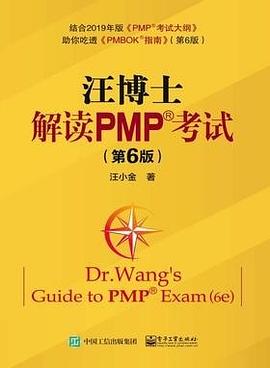 结合2019年版《PMP®考试大纲》
助你吃透《PMBOK®指南》（第6版）
汪博士
解读PMP®考试
（第6版）
汪小金 著
Dr.Wang's
Guide to PMP® Exam (6e)
中国工信出版集团
电子工业出版社